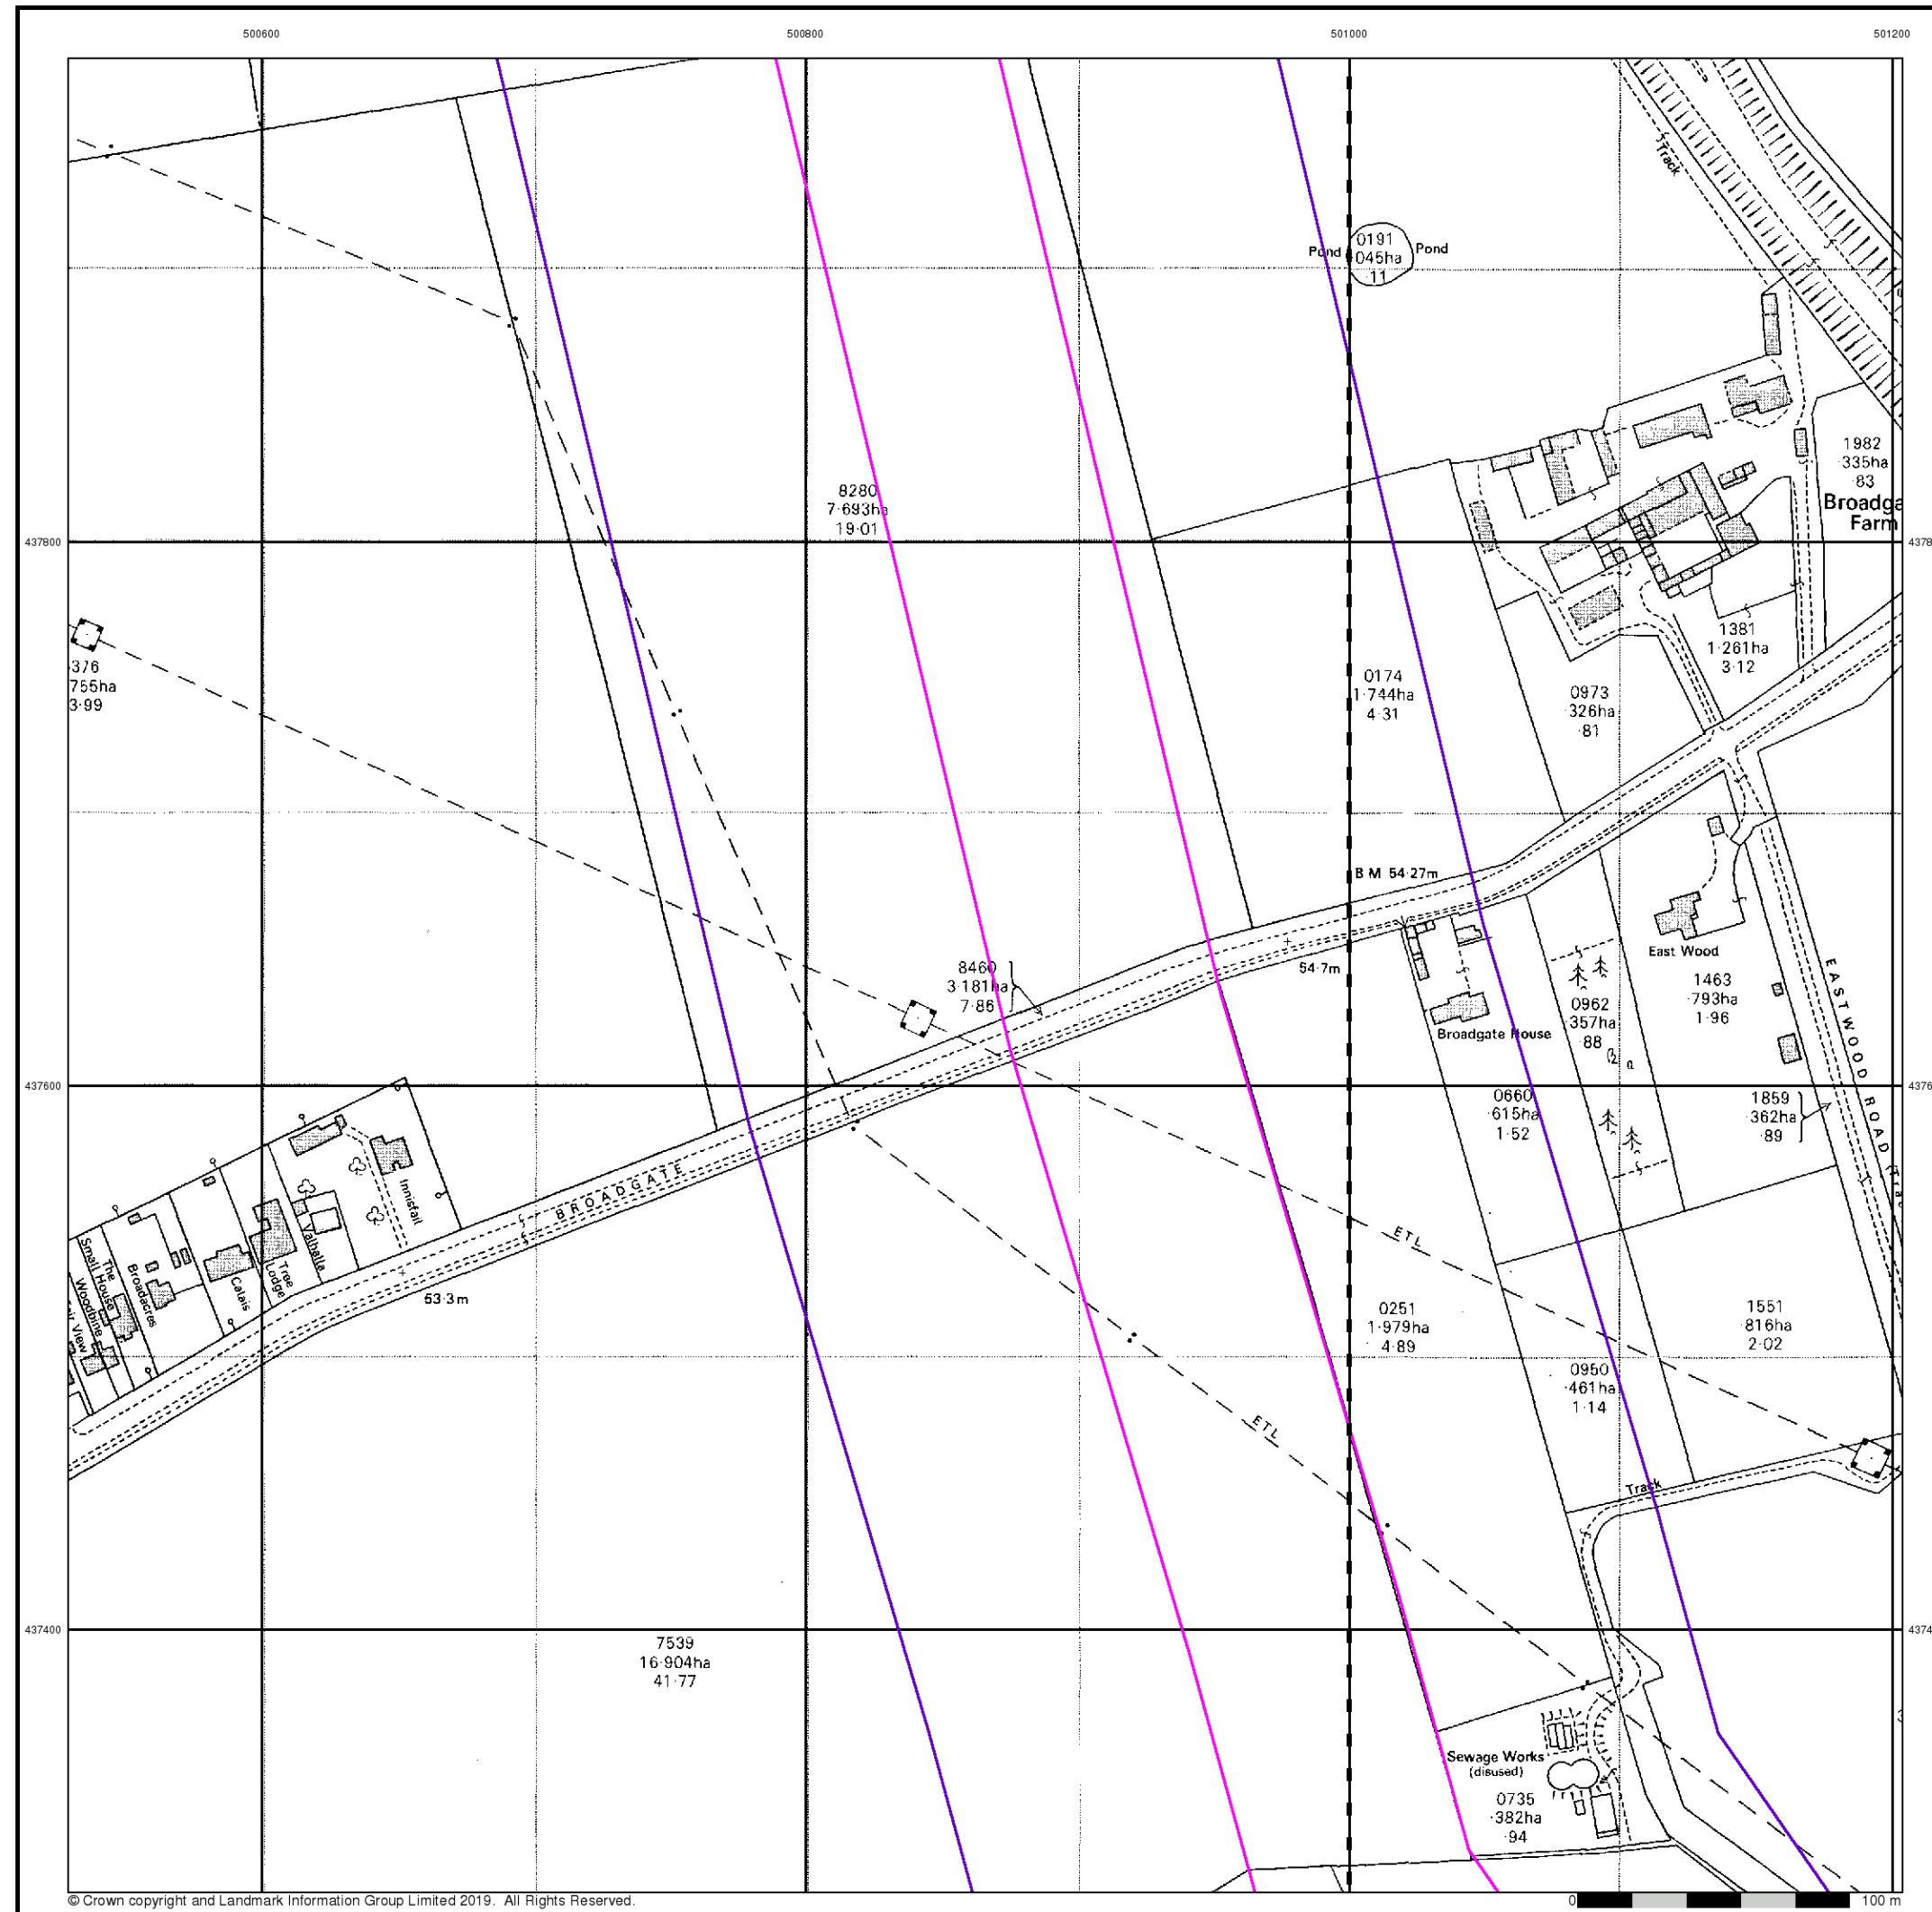 500600
500800
501000
501200
Track
0191
045ha
·11
Pond
Pond
1982
·335ha
·83
Broadga
Farm
8280
7·693ha
19·01
437800
4378
376
755ha
3·99
1381
1·261ha
3·12
0174
1·744ha
4·31
0973
·326ha
·81
B M 54·27m
54·7m
East Wood
8460
3·181ha
7·86
1463
·793ha
1·96
0962
·357ha
·88
Broadgate House
EASTWOOD ROAD (Trac
437600
4376
0660
·615ha
1·52
1859
·362ha
·89
BROADGATE
Innisfail
Valhalla
Tree
Lodge
Calais
Broadacres
The
Small House
Woodbine
ir View
53·3m
ETL
0251
1·979ha
4·89
1551
·816ha
2·02
0950
·461ha
1·14
ETL
Track
437400
4374
7539
16·904ha
41·77
Sewage Works
(disused)
0735
·382ha
·94
© Crown copyright and Landmark Information Group Limited 2019. All Rights Reserved.
0
100 m